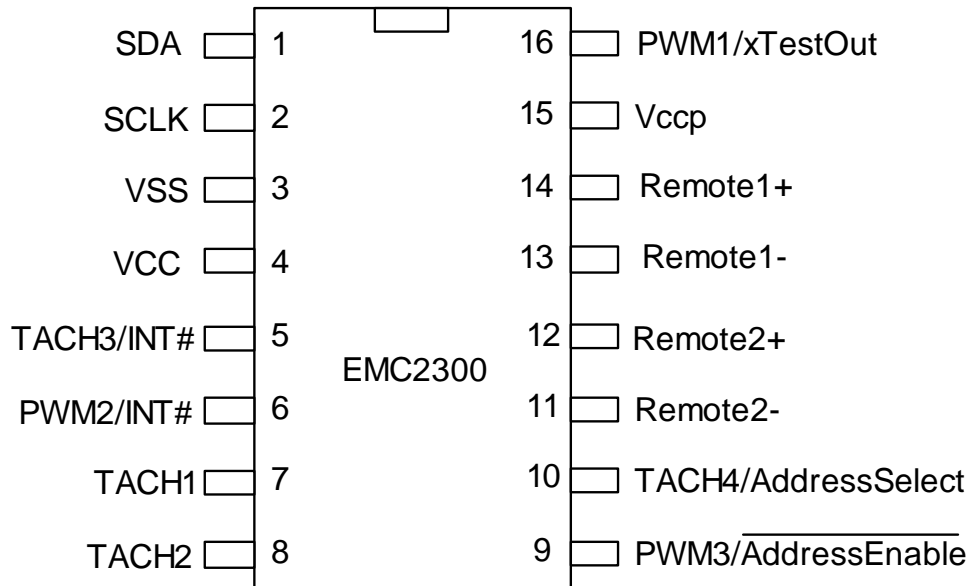 SDA 1 16 PWM1/xTestOut
SCLK 2 15 Vccp
VSS 3 14 Remote1+
VCC 4 13 Remote1-
TACH3/INT# 5 12 Remote2+
EMC2300
PWM2/INT# 6 11 Remote2-
TACH1 7 10 TACH4/AddressSelect
TACH2 8 9 PWM3/AddressEnable